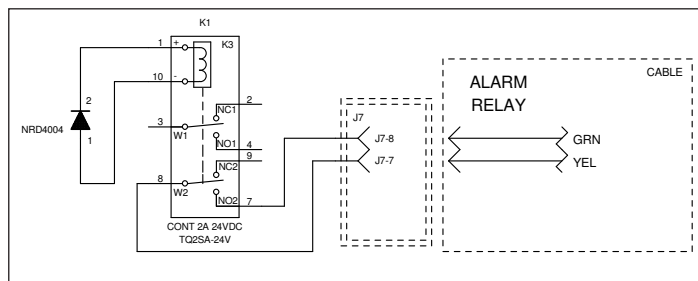 K1
1
+
K3
10
-
2
NRD4004
1
2
NC1
3
W1
NO1
4
9
NC2
8
W2
NO2
7
CONT 2A 24VDC
TQ2SA-24V
J7
J7-8
J7-7
ALARM
RELAY
CABLE
GRN
YEL